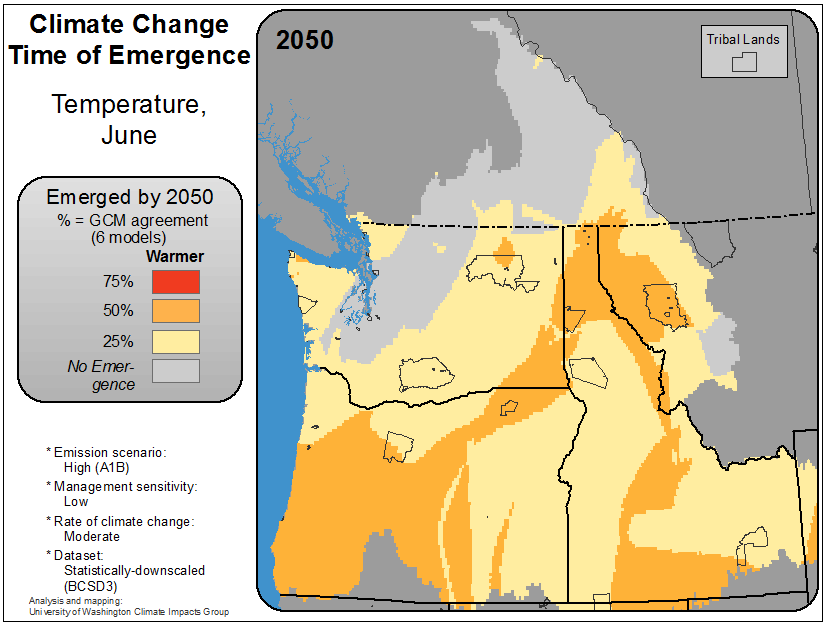 Climate Change
Time of Emergence
Temperature,
June
Emerged by 2050
% = GCM agreement
(6 models)
Warmer
75%
50%
25%
No Emer-
gence
* Emission scenario:
High (A1B)
* Management sensitivity:
Low
* Rate of climate change:
Moderate
* Dataset:
Statistically-downscaled
(BCSD3)
Analysis and mapping:
University of Washington Climate Impacts Group
2050
Tribal Lands